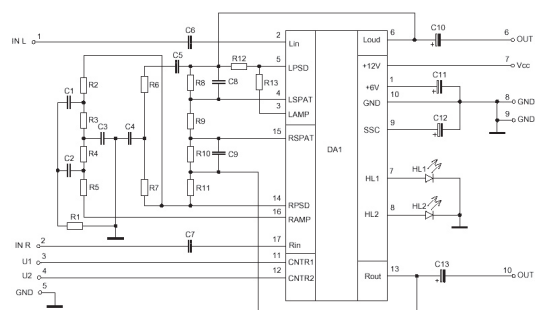 C6
C10
IN L 1
2 Lin
Loud 6
6 OUT
C5
R12
5 LPSD
+12V
7 Vcc
R2
R6
R8
C8
R13
4 LSPAT
+6V 1
C11
C1
3 LAMP
GND 10
8 GND
R3
C3
C4
R9
15 RSPAT
SSC 9
C12
9 GND
C2
R4
R10
C9
DA1
HL1 7
HL1
R5
R7
R11
14 RPSD
HL2 8
HL2
R1
16 RAMP
C7
IN R 2
17 Rin
U1 3
11 CNTR1
U2 4
12 CNTR2
Rout 13
C13
10 OUT
GND 5